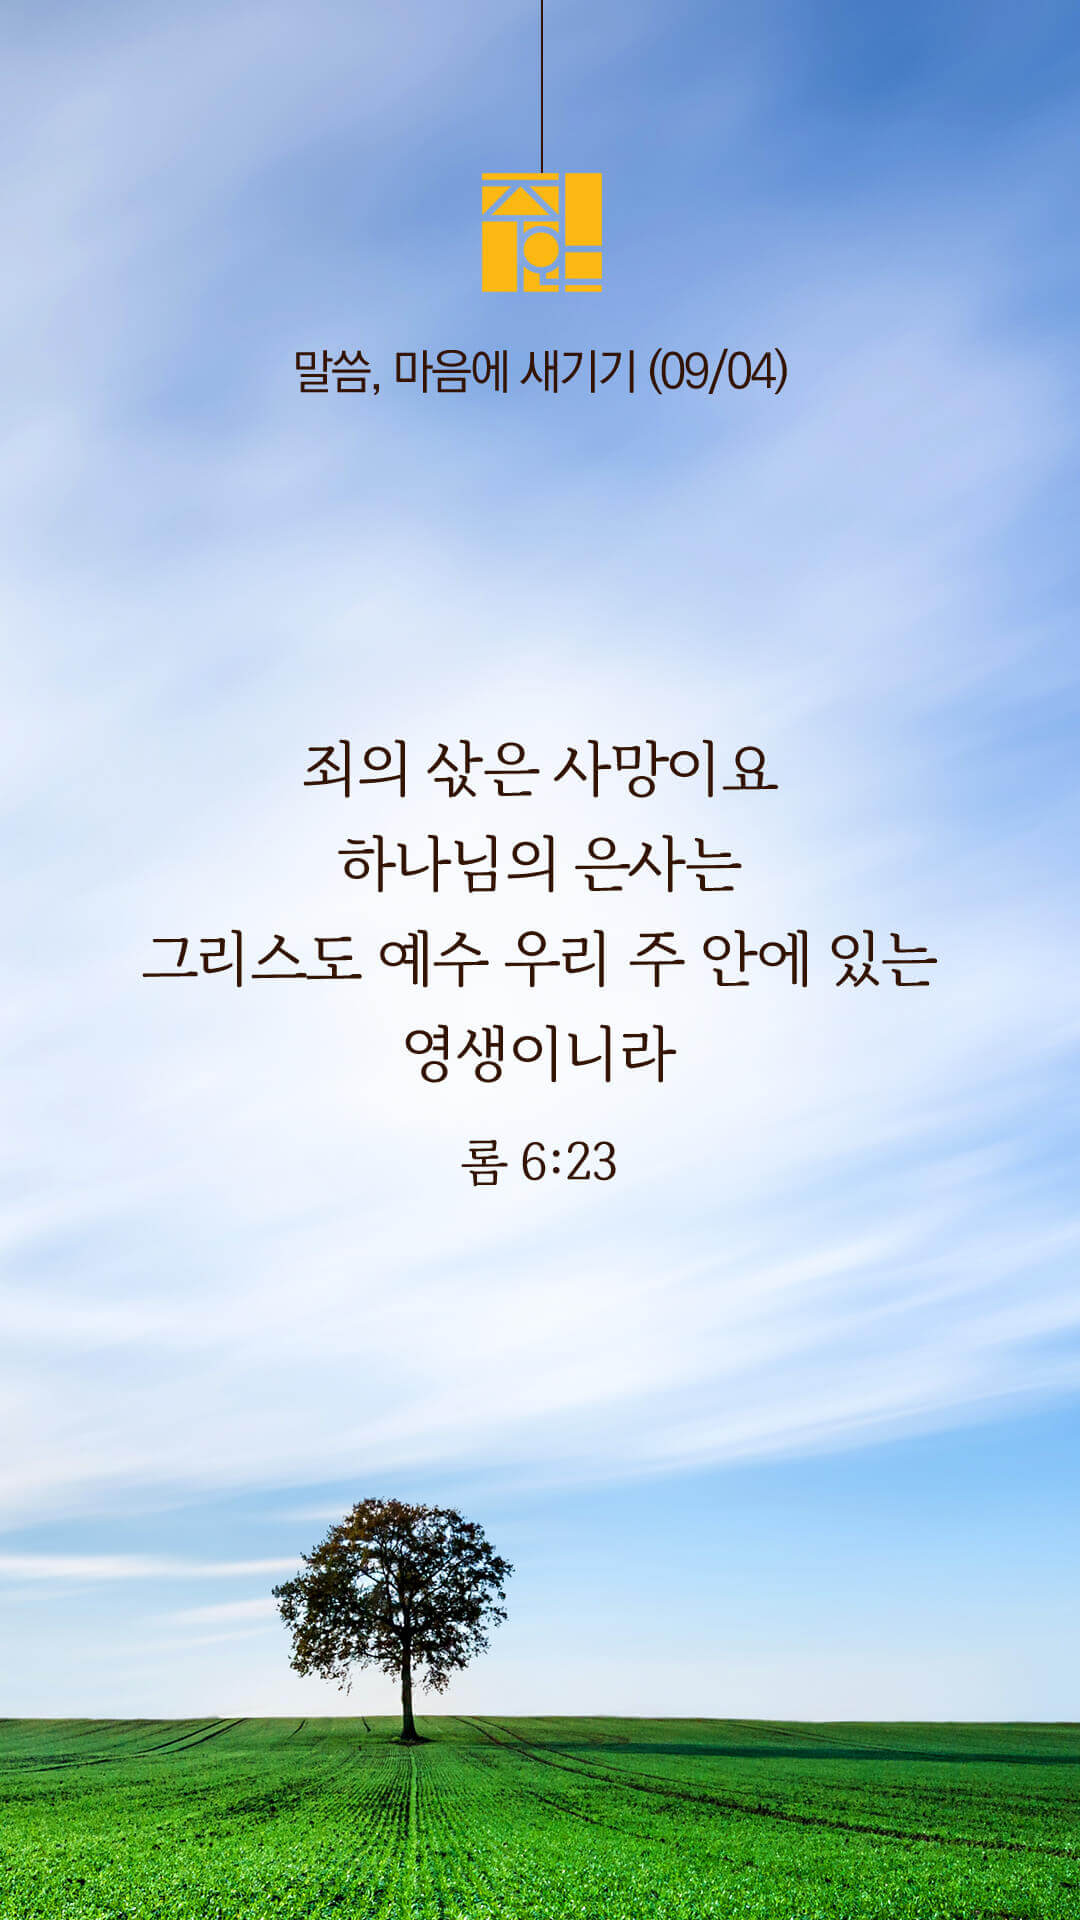 말씀, 마음에 새기기 (09/04)
죄의 삯은 사망이요
하나님의 은사는
그리스도 예수 우리 주 안에 있는
영생이니라
롬 6:23